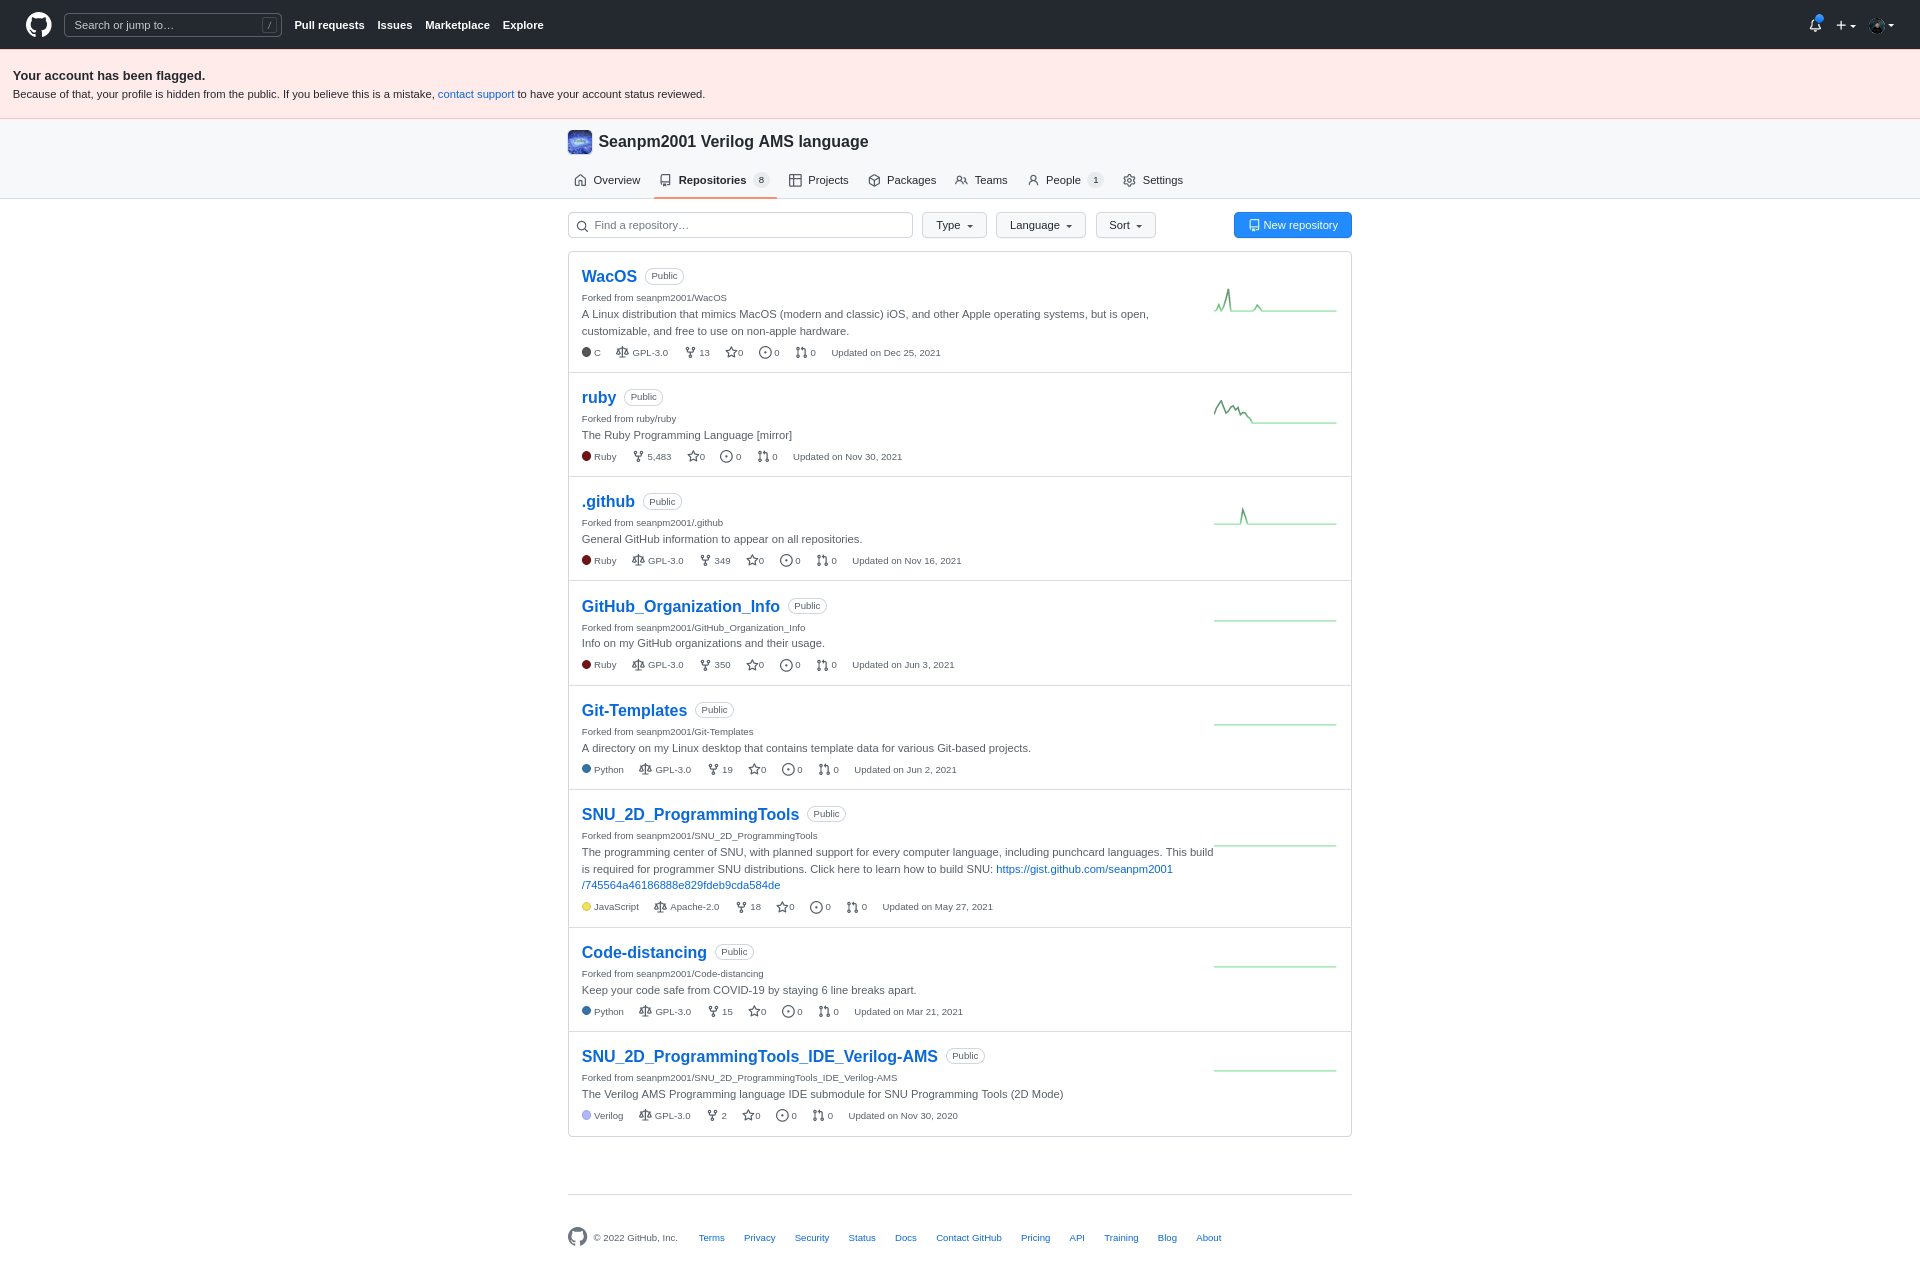 Search or jump to…
/
Pull requests Issues Marketplace Explore
Your account has been flagged.
Because of that, your profile is hidden from the public. If you believe this is a mistake, contact support to have your account status reviewed.
Seanpm2001 Verilog AMS language
Overview Repositories 8 Projects Packages Teams People 1 Settings
Find a repository… Type Language Sort New repository
WacOS Public
Forked from seanpm2001/WacOS
A Linux distribution that mimics MacOS (modern and classic) iOS, and other Apple operating systems, but is open,
customizable, and free to use on non-apple hardware.
C GPL-3.0 13 0 0 0 Updated on Dec 25, 2021
ruby Public
Forked from ruby/ruby
The Ruby Programming Language [mirror]
Ruby 5,483 0 0 0 Updated on Nov 30, 2021
.github Public
Forked from seanpm2001/.github
General GitHub information to appear on all repositories.
Ruby GPL-3.0 349 0 0 0 Updated on Nov 16, 2021
GitHub_Organization_Info Public
Forked from seanpm2001/GitHub_Organization_Info
Info on my GitHub organizations and their usage.
Ruby GPL-3.0 350 0 0 0 Updated on Jun 3, 2021
Git-Templates Public
Forked from seanpm2001/Git-Templates
A directory on my Linux desktop that contains template data for various Git-based projects.
Python GPL-3.0 19 0 0 0 Updated on Jun 2, 2021
SNU_2D_ProgrammingTools Public
Forked from seanpm2001/SNU_2D_ProgrammingTools
The programming center of SNU, with planned support for every computer language, including punchcard languages. This build
is required for programmer SNU distributions. Click here to learn how to build SNU: https://gist.github.com/seanpm2001
/745564a46186888e829fdeb9cda584de
JavaScript Apache-2.0 18 0 0 0 Updated on May 27, 2021
Code-distancing Public
Forked from seanpm2001/Code-distancing
Keep your code safe from COVID-19 by staying 6 line breaks apart.
Python GPL-3.0 15 0 0 0 Updated on Mar 21, 2021
SNU_2D_ProgrammingTools_IDE_Verilog-AMS Public
Forked from seanpm2001/SNU_2D_ProgrammingTools_IDE_Verilog-AMS
The Verilog AMS Programming language IDE submodule for SNU Programming Tools (2D Mode)
Verilog GPL-3.0 2 0 0 0 Updated on Nov 30, 2020
© 2022 GitHub, Inc. Terms Privacy Security Status Docs Contact GitHub Pricing API Training Blog About